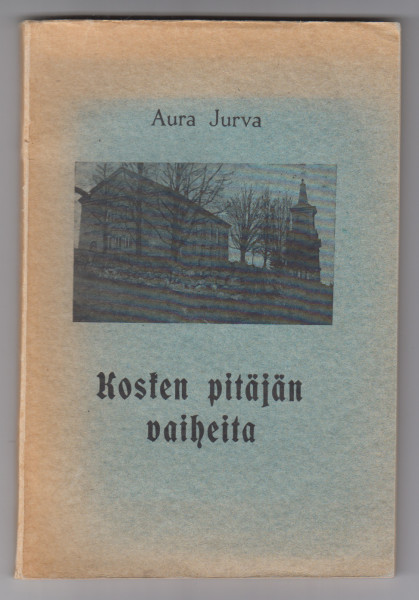 Aura Jurva
Kosken pitäjän
vaiheita